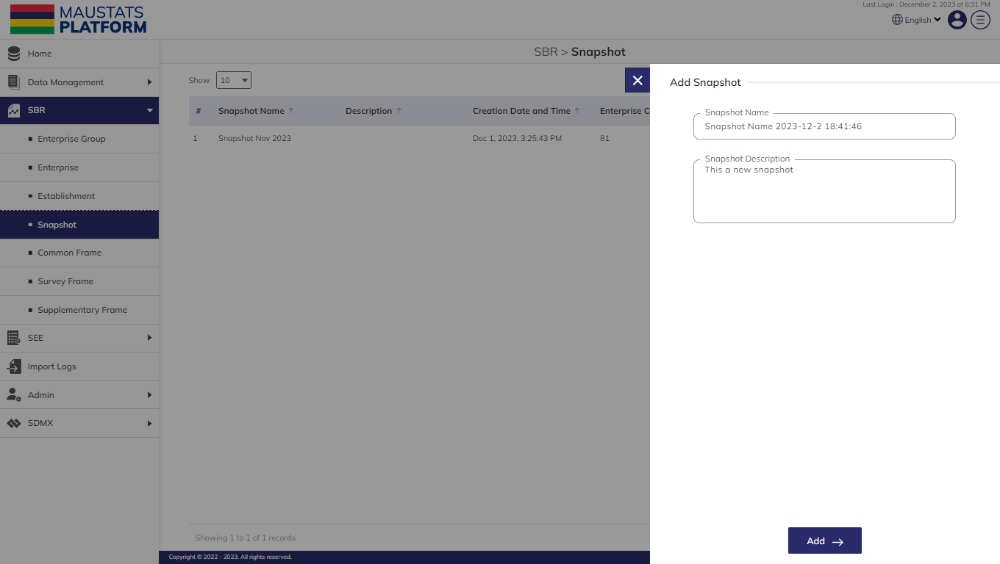 MAUSTATS
PLATFORM
Last Login : December 2, 2023 at 6:31 PM
English
Home
Data Management
SBR
Enterprise Group
Enterprise
Establishment
Snapshot
Common Frame
Survey Frame
Supplementary Frame
SEE
Import Logs
Admin
SDMX
SBR > Snapshot
Show 10
# Snapshot Name Description Creation Date and Time Enterprise C
1 Snapshot Nov 2023 Dec 1, 2023, 3:25:43 PM 81
Showing 1 to 1 of 1 records
Copyright © 2022 - 2023. All rights reserved.
Add Snapshot
Snapshot Name
Snapshot Name 2023-12-2 18:41:46
Snapshot Description
This a new snapshot
Add